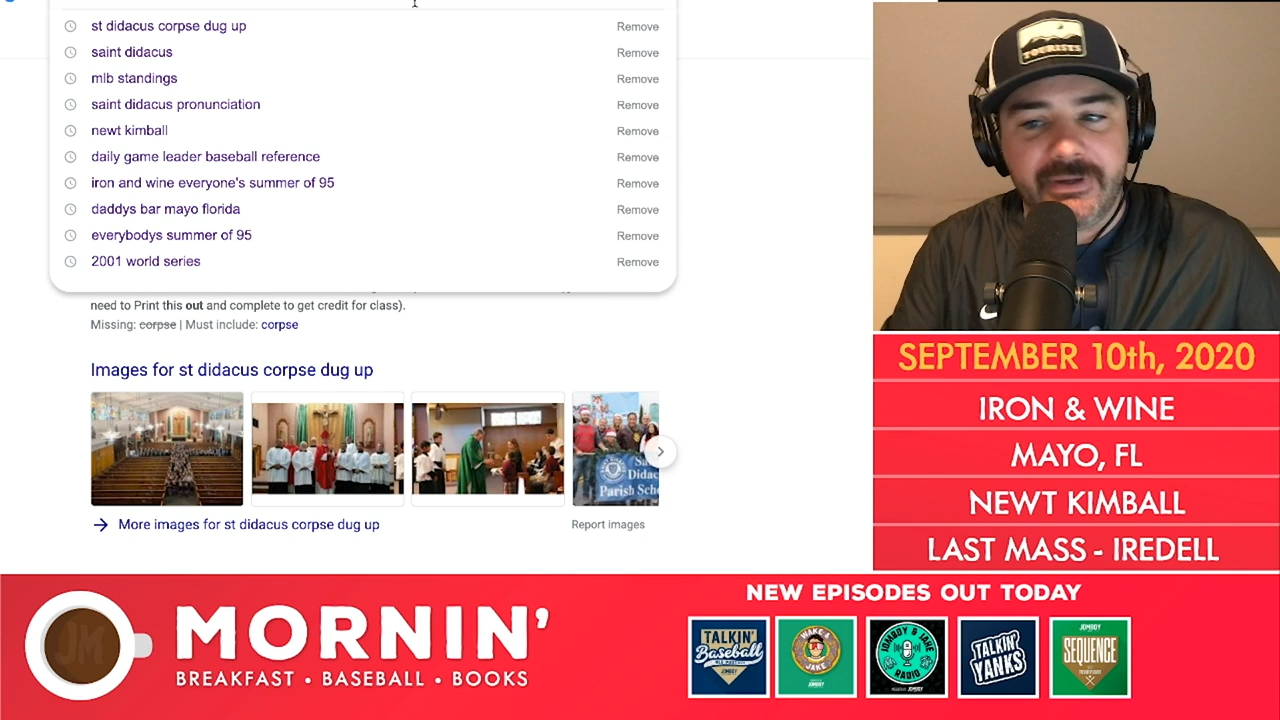 st didacus corpse dug up Remove
saint didacus Remove
mlb standings Remove
saint didacus pronunciation Remove
newt kimball Remove
daily game leader baseball reference Remove
iron and wine everyone's summer of 95 Remove
daddys bar mayo florida Remove
everybodys summer of 95 Remove
2001 world series Remove
need to Print this out and complete to get credit for class).
Missing: corpse | Must include: corpse
Images for st didacus corpse dug up
More images for st didacus corpse dug up
Report images
TOURISTS
SEPTEMBER 10th, 2020
IRON & WINE
MAYO, FL
NEWT KIMBALL
LAST MASS - IREDELL
JM
MORNIN'
BREAKFAST • BASEBALL • BOOKS
NEW EPISODES OUT TODAY
TALKIN' Baseball
WAKE & JAKE
JOMBOY & JAKE RADIO
TALKIN' YANKS
JOMBOY
SEQUENCE